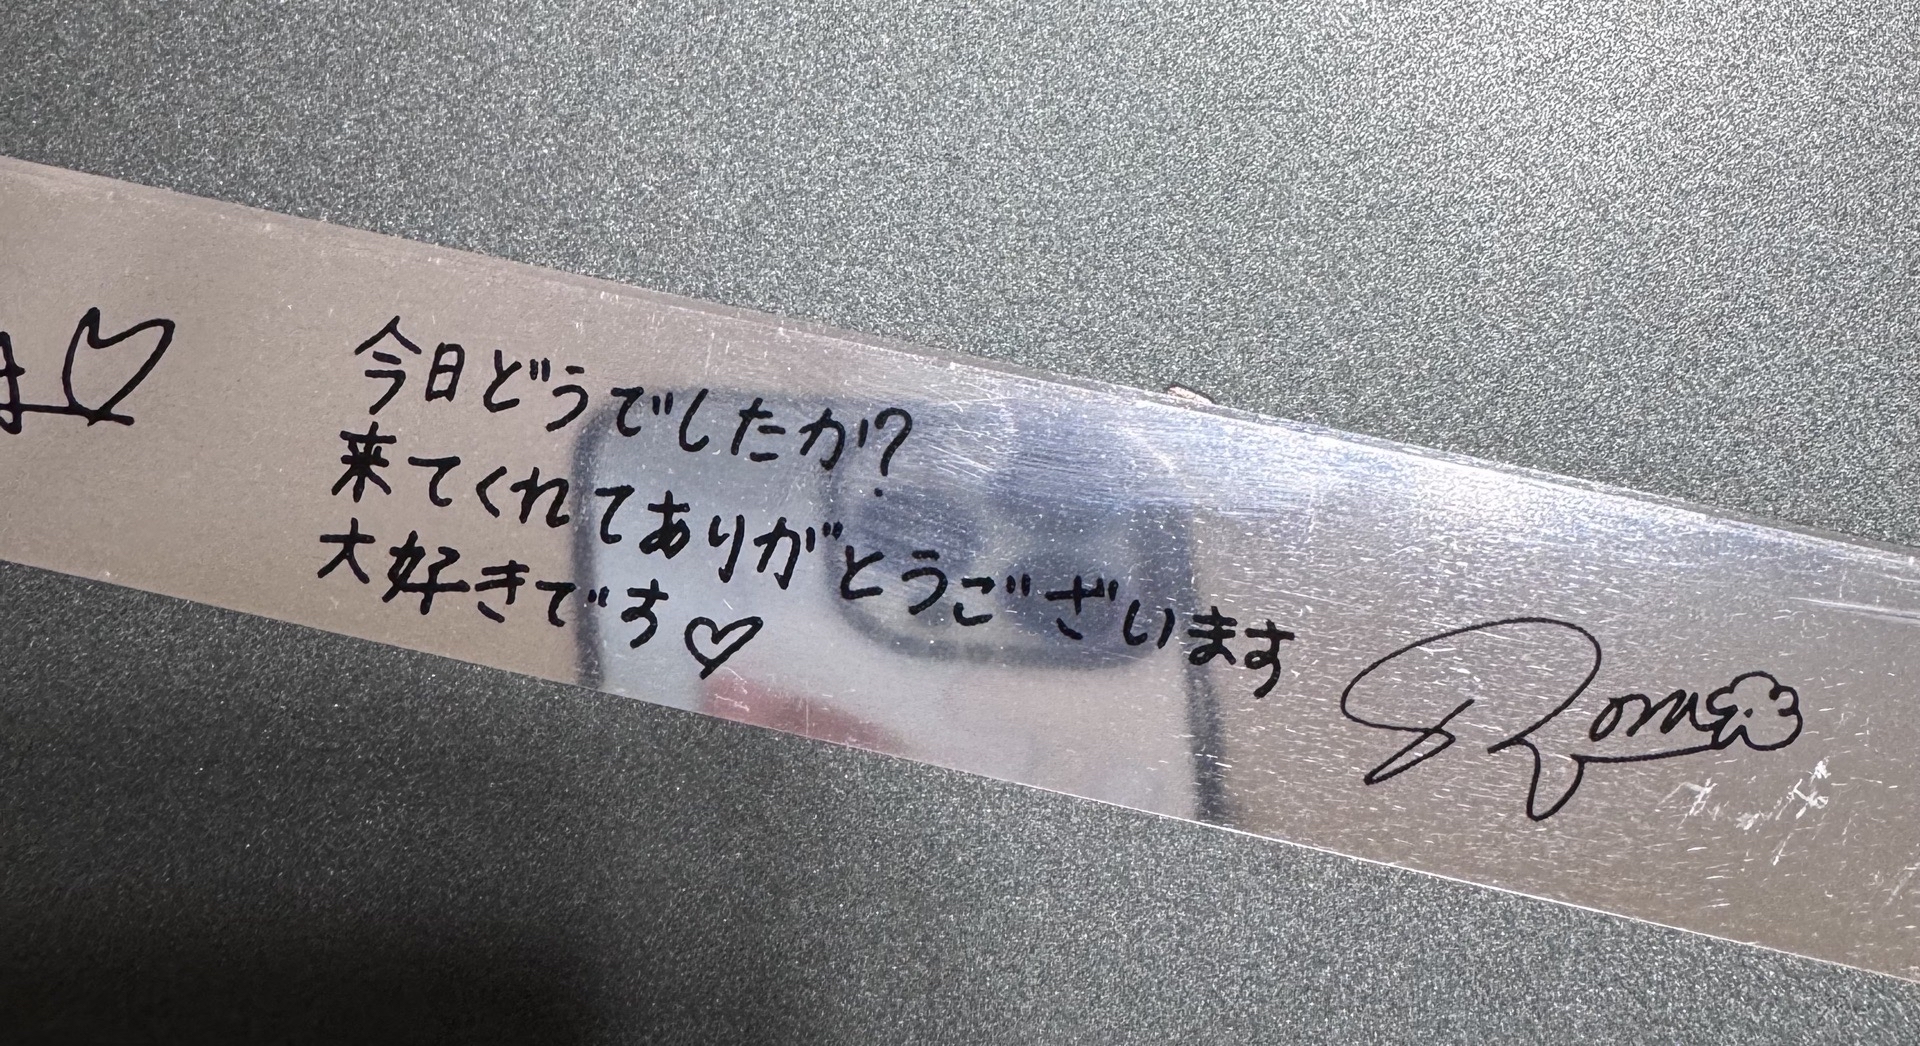 今日どうでしたか?
来てくれてありがとうございます
大好きです♡